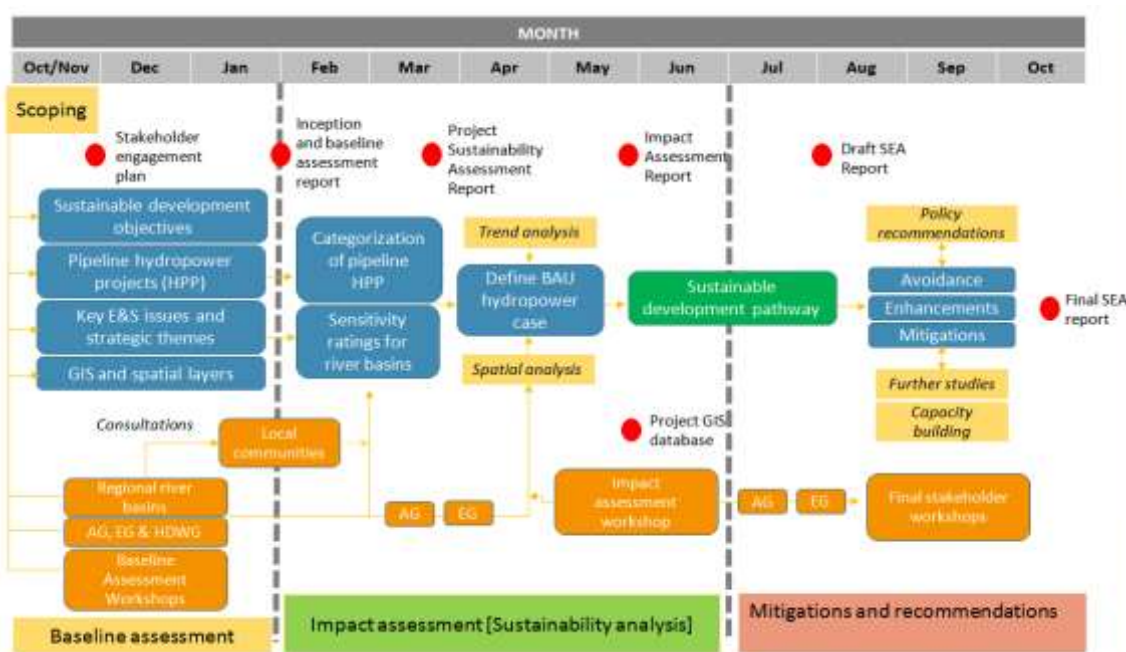 MONTH
Oct/Nov Dec Jan Feb Mar Apr May Jun Jul Aug Sep Oct
Scoping
Stakeholder
engagement
plan
Inception
and baseline
assessment
report
Project
Sustainability
Assessment
Report
Impact
Assessment
Report
Draft SEA
Report
Sustainable development
objectives
Pipeline hydropower
projects (HPP)
Key E&S issues and
strategic themes
GIS and spatial layers
Categorization
of pipeline
HPP
Sensitivity
ratings for
river basins
Trend analysis
Define BAU
hydropower
case
Spatial analysis
Sustainable
development pathway
Policy
recommendations
Avoidance
Enhancements
Mitigations
Further studies
Capacity
building
Final SEA
report
Project GIS
database
Consultations
Local
communities
Regional river
basins
AG, EG & HDWG
Baseline
Assessment
Workshops
AG EG
Impact
assessment
workshop
AG EG
Final stakeholder
workshops
Baseline assessment
Impact assessment [Sustainability analysis]
Mitigations and recommendations